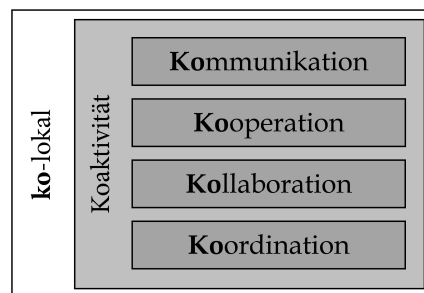 ko-lokal
Koaktivität
Kommunikation
Kooperation
Kollaboration
Koordination